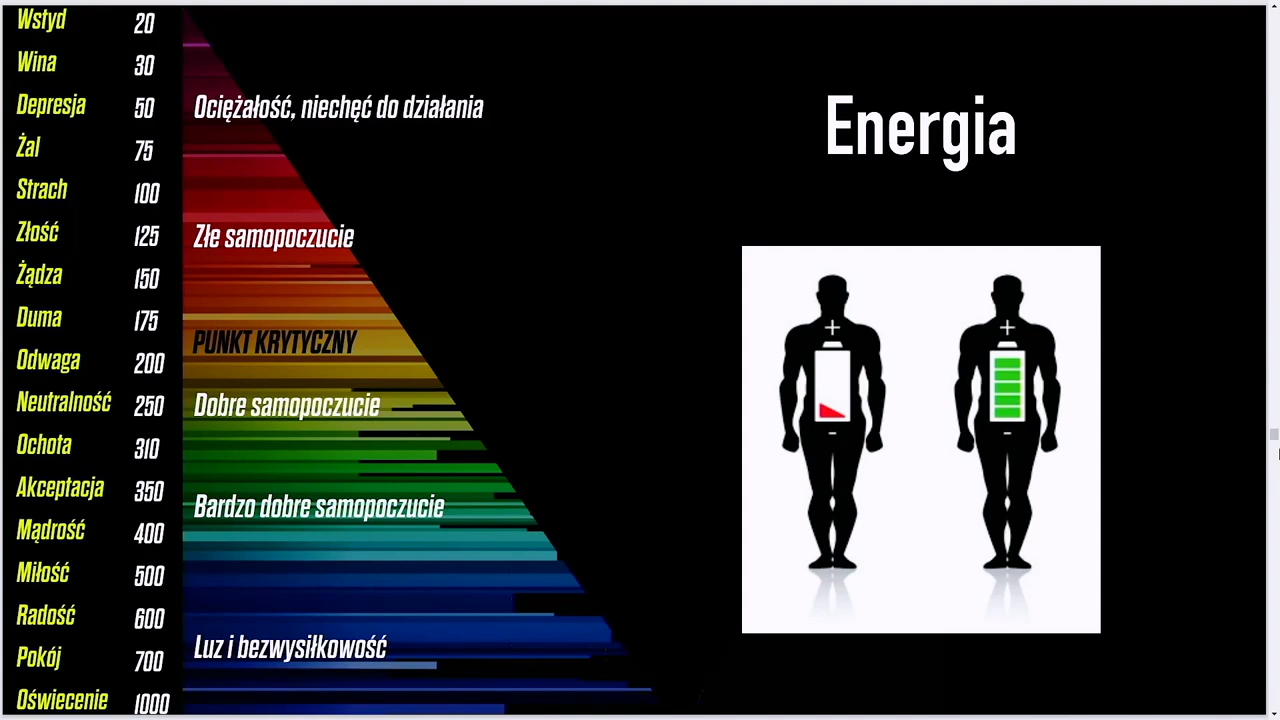 Wstyd 20
Wina 30
Depresja 50
Żal 75
Strach 100
Złość 125
Żądza 150
Duma 175
Odwaga 200
Neutralność 250
Ochota 310
Akceptacja 350
Mądrość 400
Miłość 500
Radość 600
Pokój 700
Oświecenie 1000
Ociężałość, niechęć do działania
Złe samopoczucie
PUNKT KRYTYCZNY
Dobre samopoczucie
Bardzo dobre samopoczucie
Luz i bezwysiłkowość
Energia